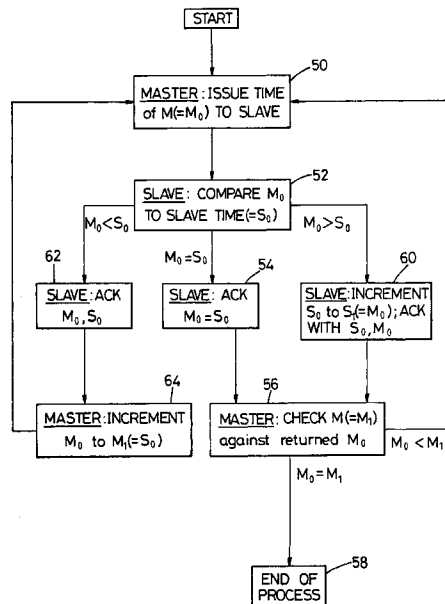 START
50
MASTER: ISSUE TIME
of M(=M₀) TO SLAVE
52
SLAVE: COMPARE M₀
TO SLAVE TIME(=S₀)
M₀<S₀
M₀=S₀
M₀>S₀
62
SLAVE: ACK
M₀,S₀
54
SLAVE: ACK
M₀=S₀
60
SLAVE:INCREMENT
S₀ to S₁(=M₀);ACK
WITH S₀,M₀
64
MASTER:INCREMENT
M₀ to M₁(=S₀)
56
MASTER: CHECK M(=M₁)
against returned M₀
M₀<M₁
M₀=M₁
58
END OF
PROCESS